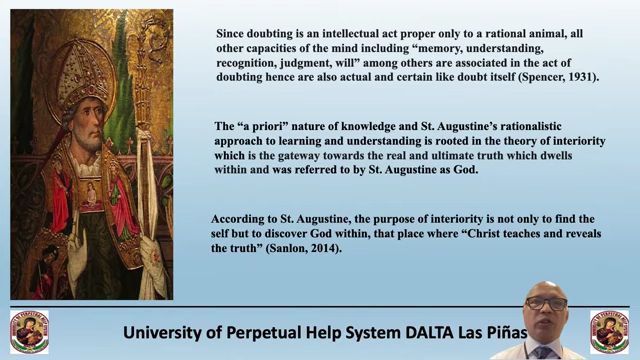 Since doubting is an intellectual act proper only to a rational animal, all
other capacities of the mind including “memory, understanding,
recognition, judgment, will” among others are associated in the act of
doubting hence are also actual and certain like doubt itself (Spencer, 1931).
The “a priori” nature of knowledge and St. Augustine’s rationalistic
approach to learning and understanding is rooted in the theory of interiority
which is the gateway towards the real and ultimate truth which dwells
within and was referred to by St. Augustine as God.
According to St. Augustine, the purpose of interiority is not only to find the
self but to discover God within, that place where “Christ teaches and reveals
the truth” (Sanlon, 2014).
University of Perpetual Help System DALTA Las Piñas